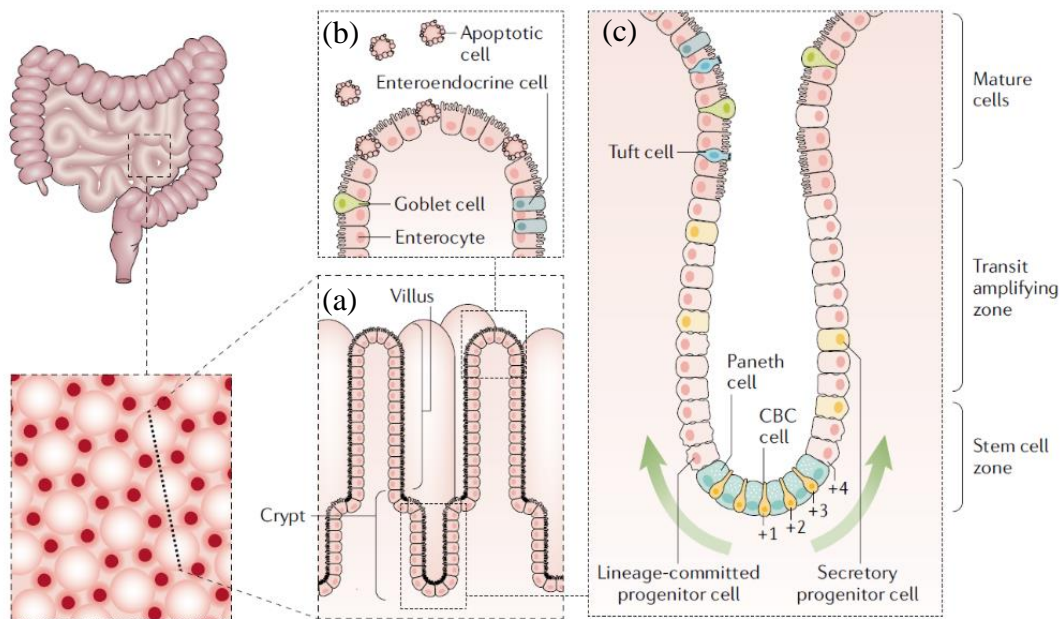 (b)
Apoptotic
cell
Enteroendocrine cell
Goblet cell
Enterocyte
(a)
Villus
Crypt
(c)
Tuft cell
Paneth
cell
CBC
cell
+1
+2
+3
+4
Lineage-committed
progenitor cell
Secretory
progenitor cell
Mature
cells
Transit
amplifying
zone
Stem cell
zone